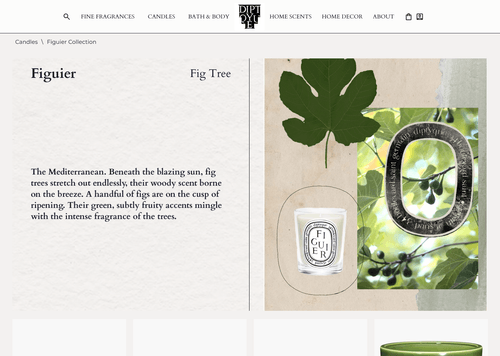 FINE FRAGRANCES CANDLES BATH & BODY DIPTYQUE HOME SCENTS HOME DECOR ABOUT
Candles \ Figuier Collection
Figuier Fig Tree
The Mediterranean. Beneath the blazing sun, fig
trees stretch out endlessly, their woody scent borne
on the breeze. A handful of figs are on the cusp of
ripening. Their green, subtly fruity accents mingle
with the intense fragrance of the trees.
FIGUIER